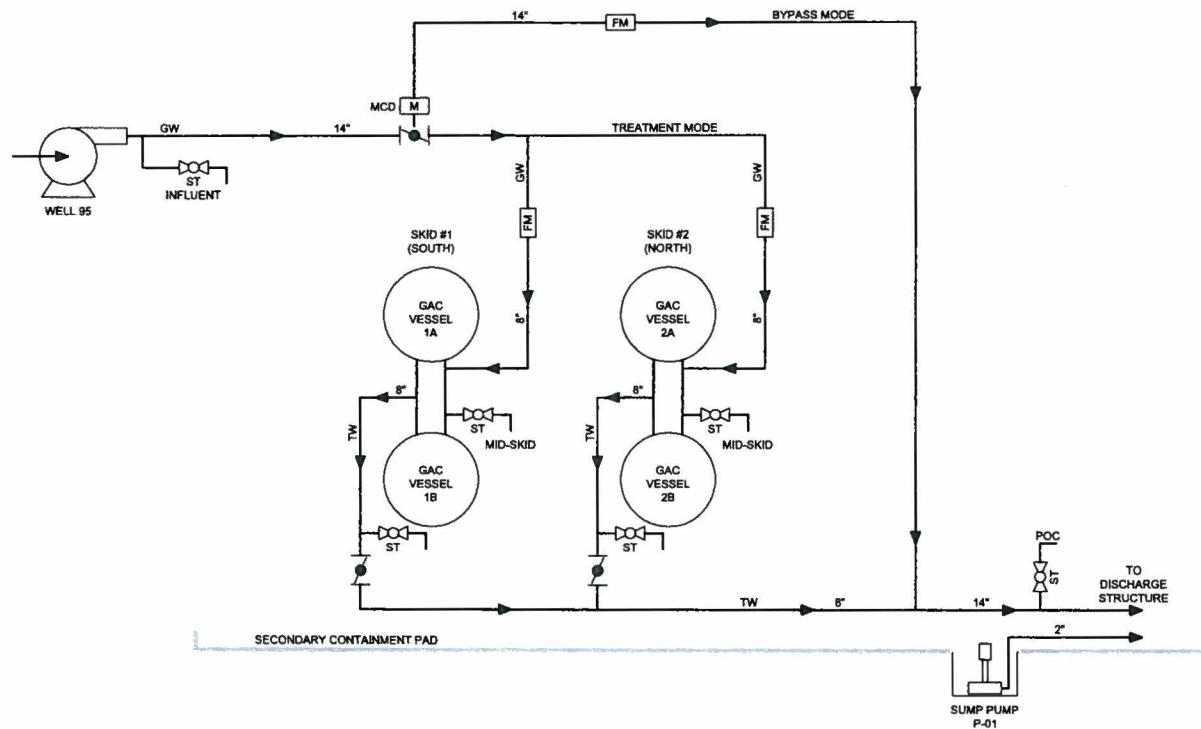 14"
FM
BYPASS MODE
MCD
M
GW
14"
TREATMENT MODE
ST
INFLUENT
WELL 95
GW
GW
FM
FM
SKID #1
(SOUTH)
SKID #2
(NORTH)
GAC
VESSEL
1A
8"
GAC
VESSEL
2A
8"
8"
8"
ST
MID-SKID
ST
MID-SKID
TW
TW
GAC
VESSEL
1B
GAC
VESSEL
2B
ST
ST
POC
ST
TO
DISCHARGE
STRUCTURE
TW
8"
14"
2"
SECONDARY CONTAINMENT PAD
SUMP PUMP
P-01